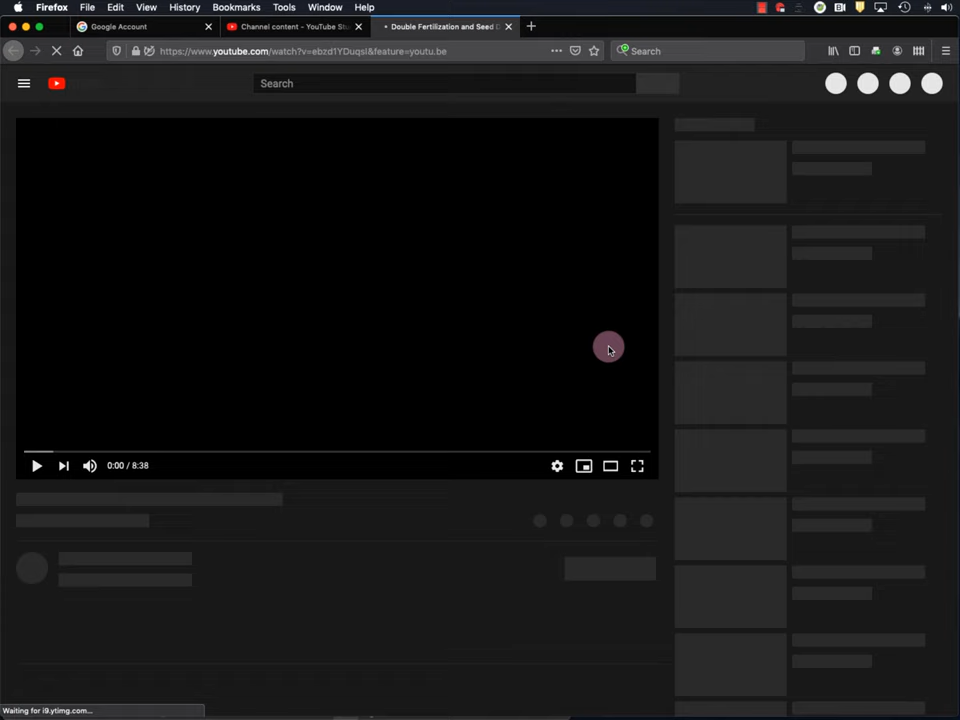 Firefox File Edit View History Bookmarks Tools Window Help
Google Account
Channel content - YouTube Stu
Double Fertilization and Seed D
https://www.youtube.com/watch?v=ebzd1YDuqsI&feature=youtu.be
Search
Search
0:00 / 8:38
Waiting for i9.ytimg.com...